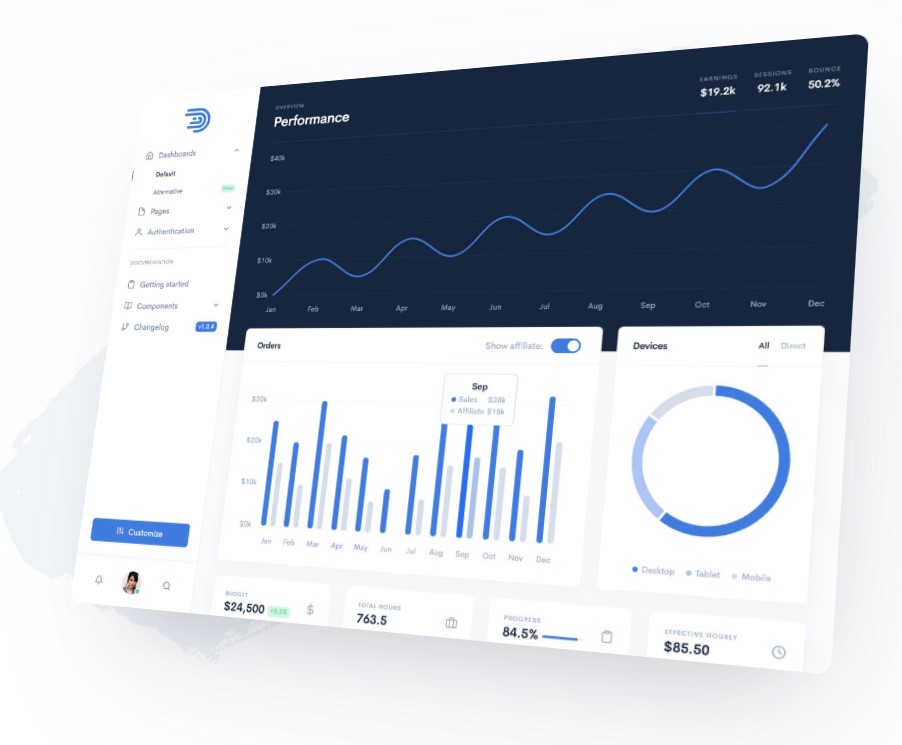 Dashboards
Default
Alternative
Pages
Authentication
DOCUMENTATION
Getting started
Components
Changelog v1.0.4
Customize
OVERVIEW
Performance
EARNINGS SESSIONS BOUNCE
$19.2k 92.1k 50.2%
$40k
$30k
$20k
$10k
$0k
Jan Feb Mar Apr May Jun Jul Aug Sep Oct Nov Dec
Orders
Show affiliate:
Sep
Sales $28k
Affiliate $18k
$30k
$20k
$10k
$0k
Jan Feb Mar Apr May Jun Jul Aug Sep Oct Nov Dec
Devices
All Direct
Desktop Tablet Mobile
BUDGET
$24,500
TOTAL HOURS
763.5
PROGRESS
84.5%
EFFECTIVE HOURLY
$85.50